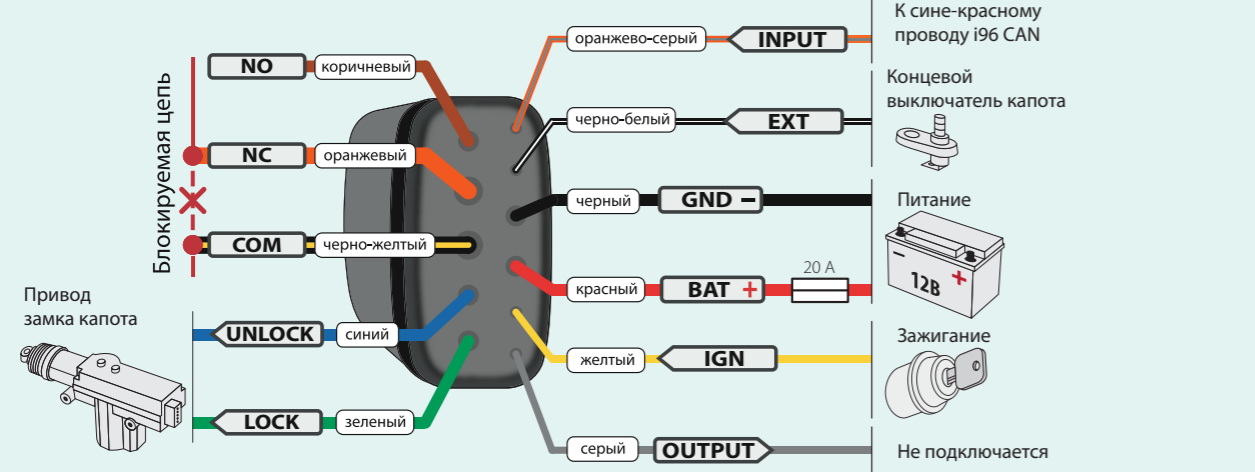 Блокируемая цепь
NO
коричневый
NC
оранжевый
COM
черно-желтый
Привод
замка капота
UNLOCK
синий
LOCK
зеленый
оранжево-серый
INPUT
К сине-красному
проводу i96 CAN
черно-белый
EXT
Концевой
выключатель капота
черный
GND −
Питание
− 12В +
красный
BAT +
20 А
желтый
IGN
Зажигание
серый
OUTPUT
Не подключается